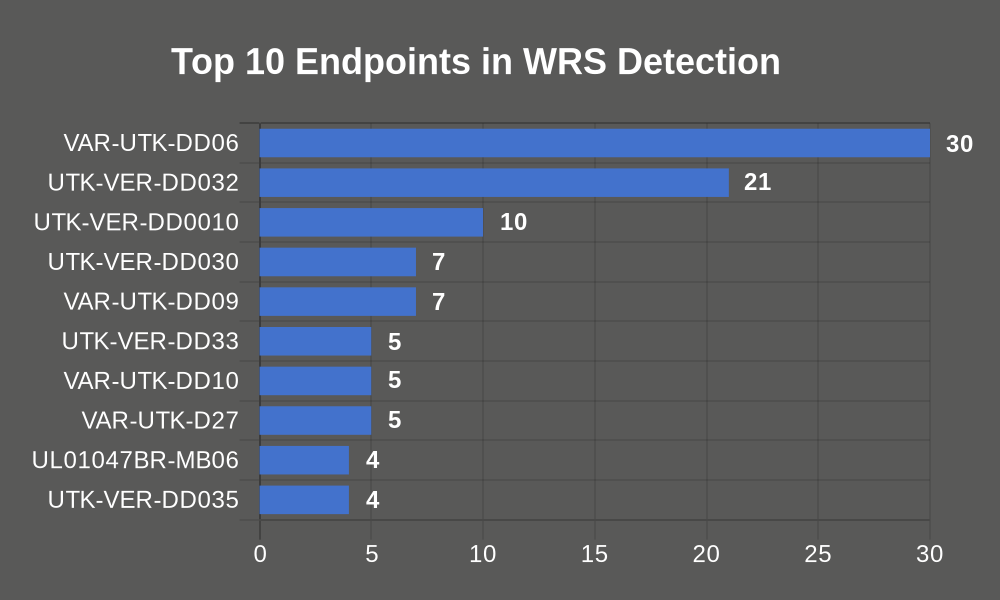 Top 10 Endpoints in WRS Detection
VAR-UTK-DD06 30
UTK-VER-DD032 21
UTK-VER-DD0010 10
UTK-VER-DD030 7
VAR-UTK-DD09 7
UTK-VER-DD33 5
VAR-UTK-DD10 5
VAR-UTK-D27 5
UL01047BR-MB06 4
UTK-VER-DD035 4
0 5 10 15 20 25 30